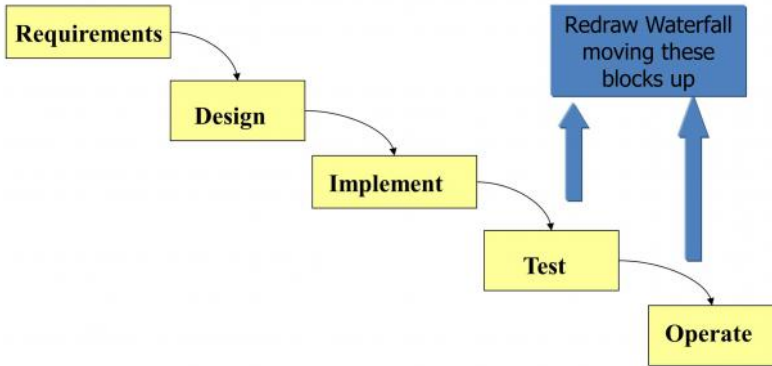 Requirements
Redraw Waterfall
moving these
blocks up
Design
Implement
Test
Operate